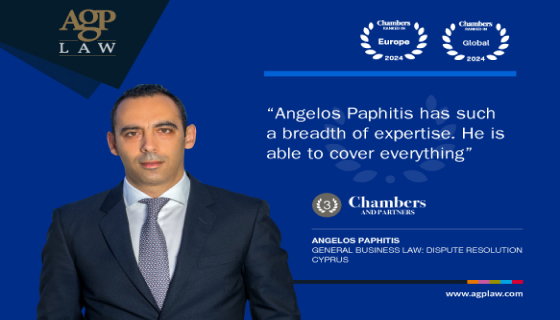 AGP
LAW
Chambers
RANKED IN
Europe
2024
Chambers
RANKED IN
Global
2024
“Angelos Paphitis has such
a breadth of expertise. He is
able to cover everything”
3
Chambers
AND PARTNERS
ANGELOS PAPHITIS
GENERAL BUSINESS LAW: DISPUTE RESOLUTION
CYPRUS
www.agplaw.com